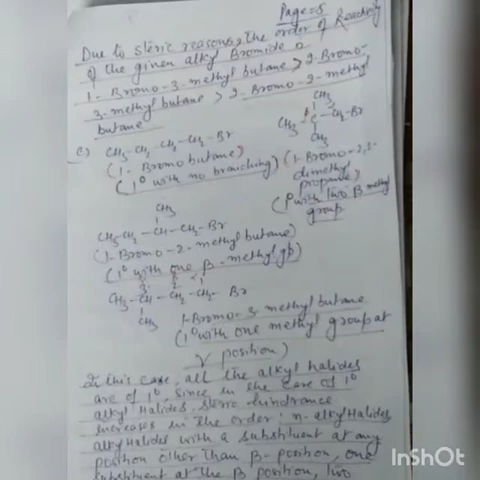 Page=5
Due to steric reasons, the order of Reactivity
of the given alkyl Bromide is
1-Bromo-3-methyl butane > 2-Bromo-
3-methyl butane > 2-Bromo-2-methyl
butane
c) CH3-CH2-CH2-CH2-Br
(1-Bromobutane)
(1° with no branching)
CH3
CH3-C-CH2-Br
CH3
(1-Bromo-2,2-
dimethyl
propane)
(1° with two β methyl
group
CH3
CH3-CH2-CH-CH2-Br
(1-Bromo-2-methyl butane)
(1° with one β-methyl gp)
3 2 1
CH3-CH-CH2-CH2-Br
CH3
1-Bromo-3-methyl butane
(1° with one methyl group at
γ position)
In this case, all the alkyl halides
are of 1°. Since in the case of 1°
alkyl Halides, steric hindrance
increases in the order: n-alkyl Halides
alkyl Halides with a substituent at any
position other than β-position, one
substituent at the β position, two
InShOt